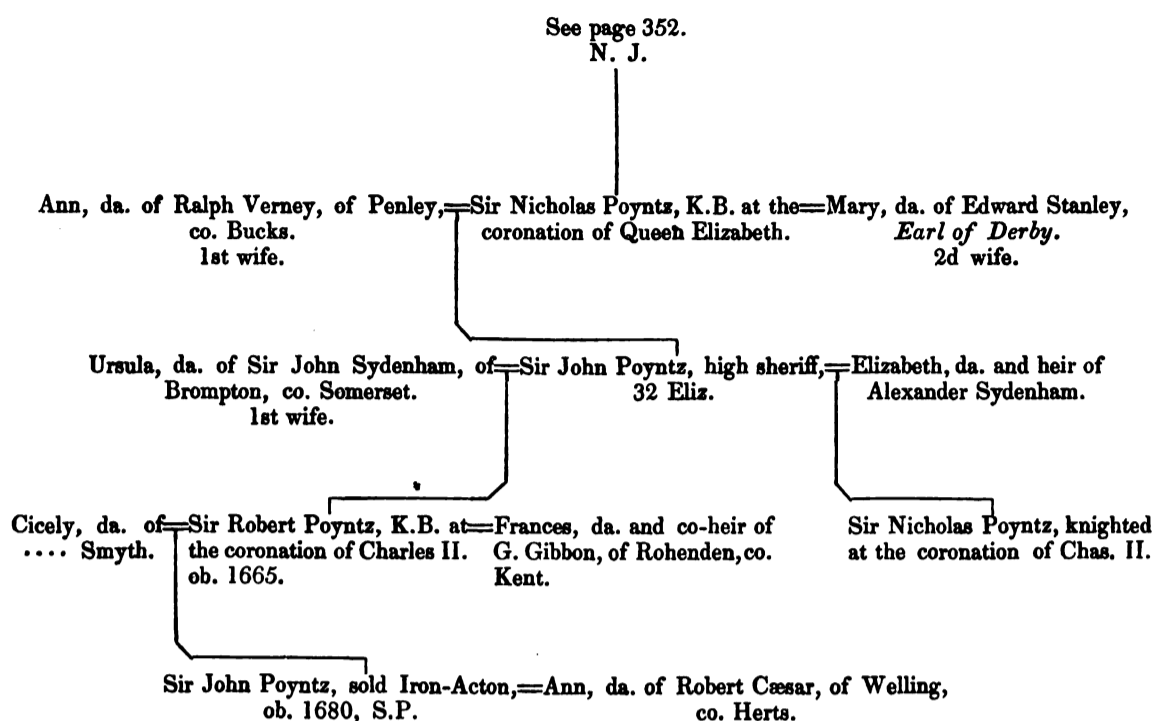 See page 352.
N. J.
Ann, da. of Ralph Verney, of Penley,=Sir Nicholas Poyntz, K.B. at the=Mary, da. of Edward Stanley,
co. Bucks. coronation of Queen Elizabeth. Earl of Derby.
1st wife. 2d wife.
Ursula, da. of Sir John Sydenham, of=Sir John Poyntz, high sheriff,=Elizabeth, da. and heir of
Brompton, co. Somerset. 32 Eliz. Alexander Sydenham.
1st wife.
Cicely, da. of=Sir Robert Poyntz, K.B. at=Frances, da. and co-heir of Sir Nicholas Poyntz, knighted
.... Smyth. the coronation of Charles II. G. Gibbon, of Rohenden, co. at the coronation of Chas. II.
ob. 1665. Kent.
Sir John Poyntz, sold Iron-Acton,=Ann, da. of Robert Cæsar, of Welling,
ob. 1680, S.P. co. Herts.